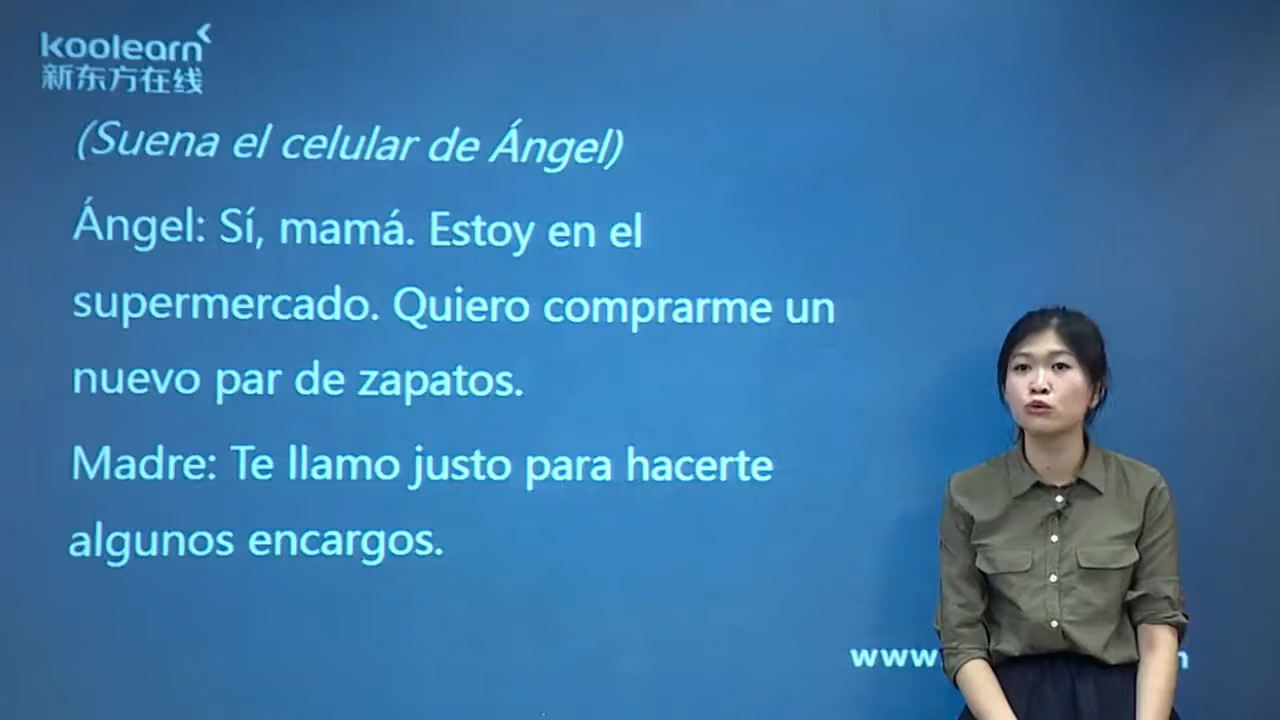 koolearn
新东方在线
(Suena el celular de Ángel)
Ángel: Sí, mamá. Estoy en el
supermercado. Quiero comprarme un
nuevo par de zapatos.
Madre: Te llamo justo para hacerte
algunos encargos.
www